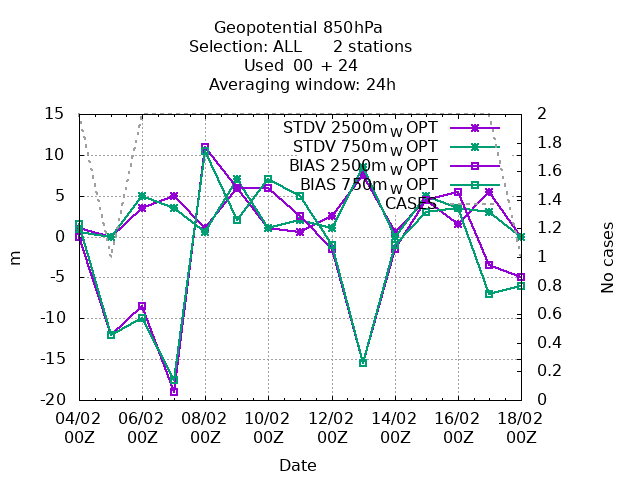 Geopotential 850hPa
Selection: ALL 2 stations
Used 00 + 24
Averaging window: 24h
15 2
10 1.8
5 1.6
0 1.4
-5 1.2
-10 1
-15 0.8
-20 0.6
0.4
0.2
0
STDV 2500m w OPT
STDV 750m w OPT
BIAS 2500m w OPT
BIAS 750m w OPT
CASES
m
No cases
04/02 06/02 08/02 10/02 12/02 14/02 16/02 18/02
00Z 00Z 00Z 00Z 00Z 00Z 00Z 00Z
Date